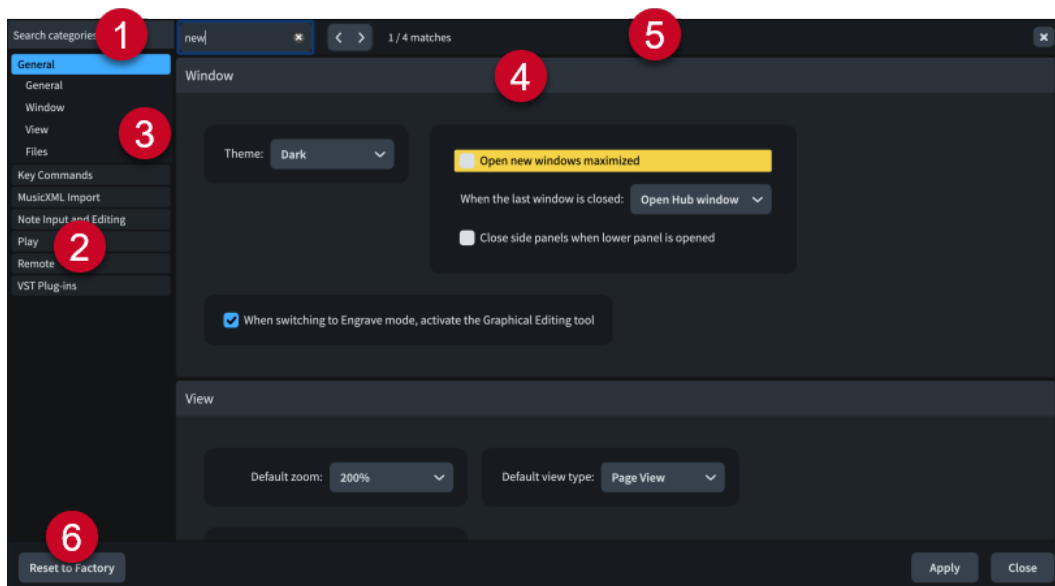 Search categories
1
new
1 / 4 matches
5
General
General
Window
View
Files
3
Key Commands
MusicXML Import
Note Input and Editing
Play
2
Remote
VST Plug-ins
Window
4
Theme: Dark
Open new windows maximized
When the last window is closed: Open Hub window
Close side panels when lower panel is opened
When switching to Engrave mode, activate the Graphical Editing tool
View
Default zoom: 200%
Default view type: Page View
6
Reset to Factory
Apply
Close